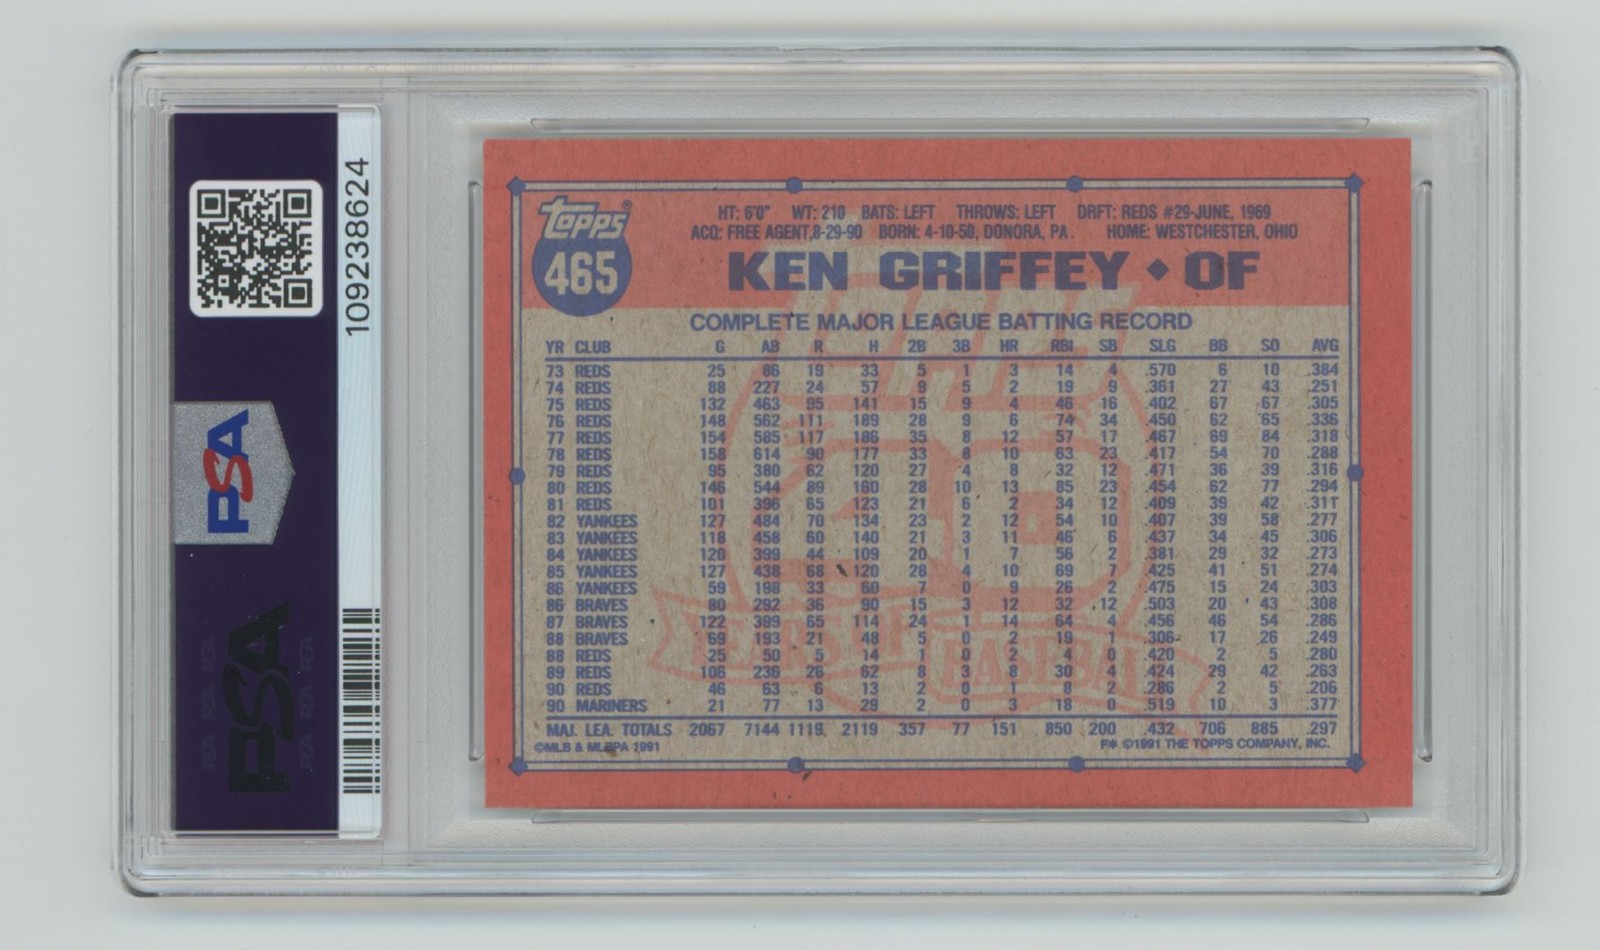 109238624
PSA
PSA
Topps®
465
HT: 6'0" WT: 210 BATS: LEFT THROWS: LEFT DRFT: REDS #29-JUNE, 1969
ACQ: FREE AGENT,8-29-90 BORN: 4-10-50, DONORA, PA. HOME: WESTCHESTER, OHIO
KEN GRIFFEY ◆ OF
TOPPS
40
YEARS OF BASEBALL
COMPLETE MAJOR LEAGUE BATTING RECORD
YR CLUB G AB R H 2B 3B HR RBI SB SLG BB SO AVG
73 REDS 25 86 19 33 5 1 3 14 4 .570 6 10 .384
74 REDS 88 227 24 57 9 5 2 19 9 .361 27 43 .251
75 REDS 132 463 95 141 15 9 4 46 16 .402 67 67 .305
76 REDS 148 562 111 189 28 9 6 74 34 .450 62 65 .336
77 REDS 154 585 117 186 35 8 12 57 17 .467 69 84 .318
78 REDS 158 614 90 177 33 8 10 63 23 .417 54 70 .288
79 REDS 95 380 62 120 27 4 8 32 12 .471 36 39 .316
80 REDS 146 544 89 160 28 10 13 85 23 .454 62 77 .294
81 REDS 101 396 65 123 21 6 2 34 12 .409 39 42 .311
82 YANKEES 127 484 70 134 23 2 12 54 10 .407 39 58 .277
83 YANKEES 118 458 60 140 21 3 11 46 6 .437 34 45 .306
84 YANKEES 120 399 44 109 20 1 7 56 2 .381 29 32 .273
85 YANKEES 127 438 68 120 28 4 10 69 7 .425 41 51 .274
86 YANKEES 59 198 33 60 7 0 9 26 2 .475 15 24 .303
86 BRAVES 80 292 36 90 15 3 12 32 12 .503 20 43 .308
87 BRAVES 122 399 65 114 24 1 14 64 4 .456 46 54 .286
88 BRAVES 69 193 21 48 5 0 2 19 1 .306 17 26 .249
88 REDS 25 50 5 14 1 0 2 4 0 .420 2 5 .280
89 REDS 106 236 26 62 8 3 8 30 4 .424 29 42 .263
90 REDS 46 63 6 13 2 0 1 8 2 .286 2 5 .206
90 MARINERS 21 77 13 29 2 0 3 18 0 .519 10 3 .377
MAJ. LEA. TOTALS 2067 7144 1119 2119 357 77 151 850 200 .432 706 885 .297
©MLB & MLBPA 1991 F* ©1991 THE TOPPS COMPANY, INC.